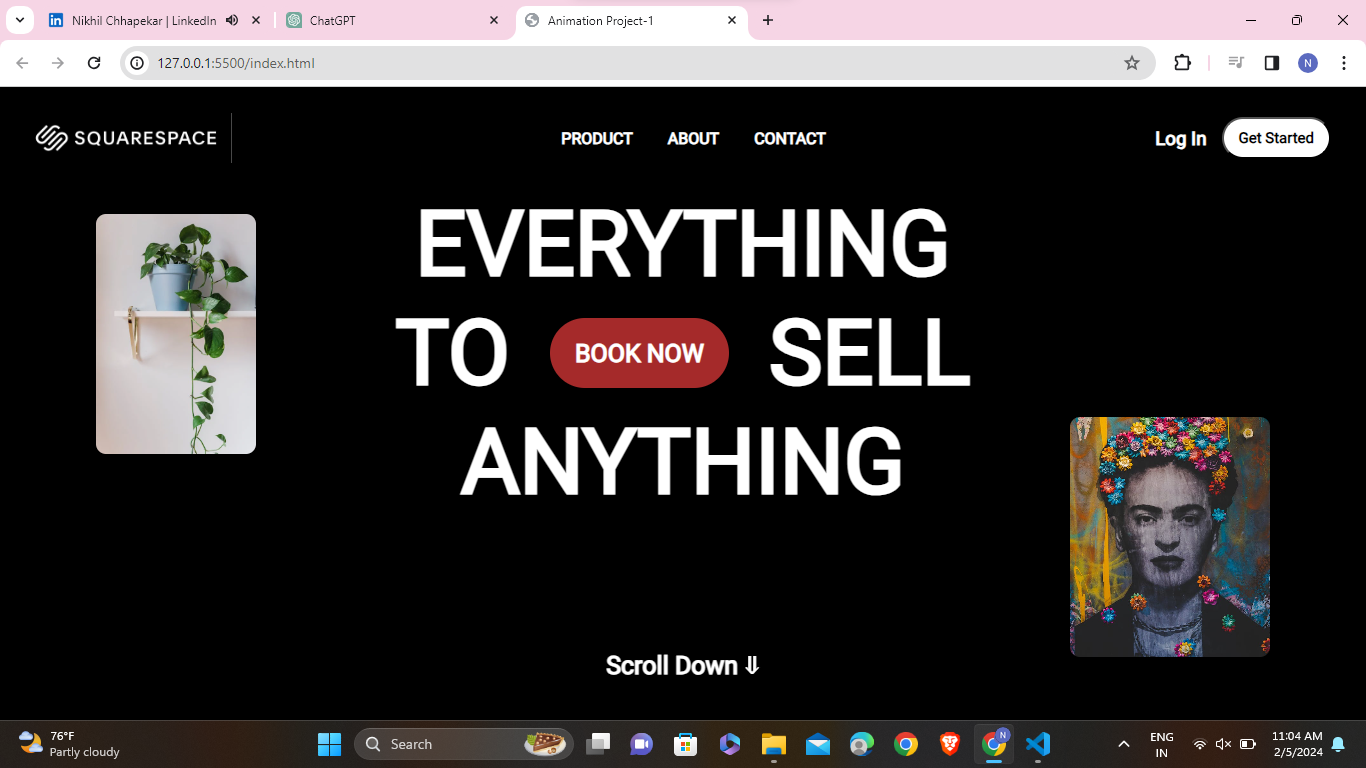 Nikhil Chhapekar | LinkedIn
ChatGPT
Animation Project-1
127.0.0.1:5500/index.html
N
SQUARESPACE
PRODUCT ABOUT CONTACT
Log In
Get Started
EVERYTHING
TO BOOK NOW SELL
ANYTHING
Scroll Down ⇓
76°F
Partly cloudy
Search
N
ENG
IN
11:04 AM
2/5/2024